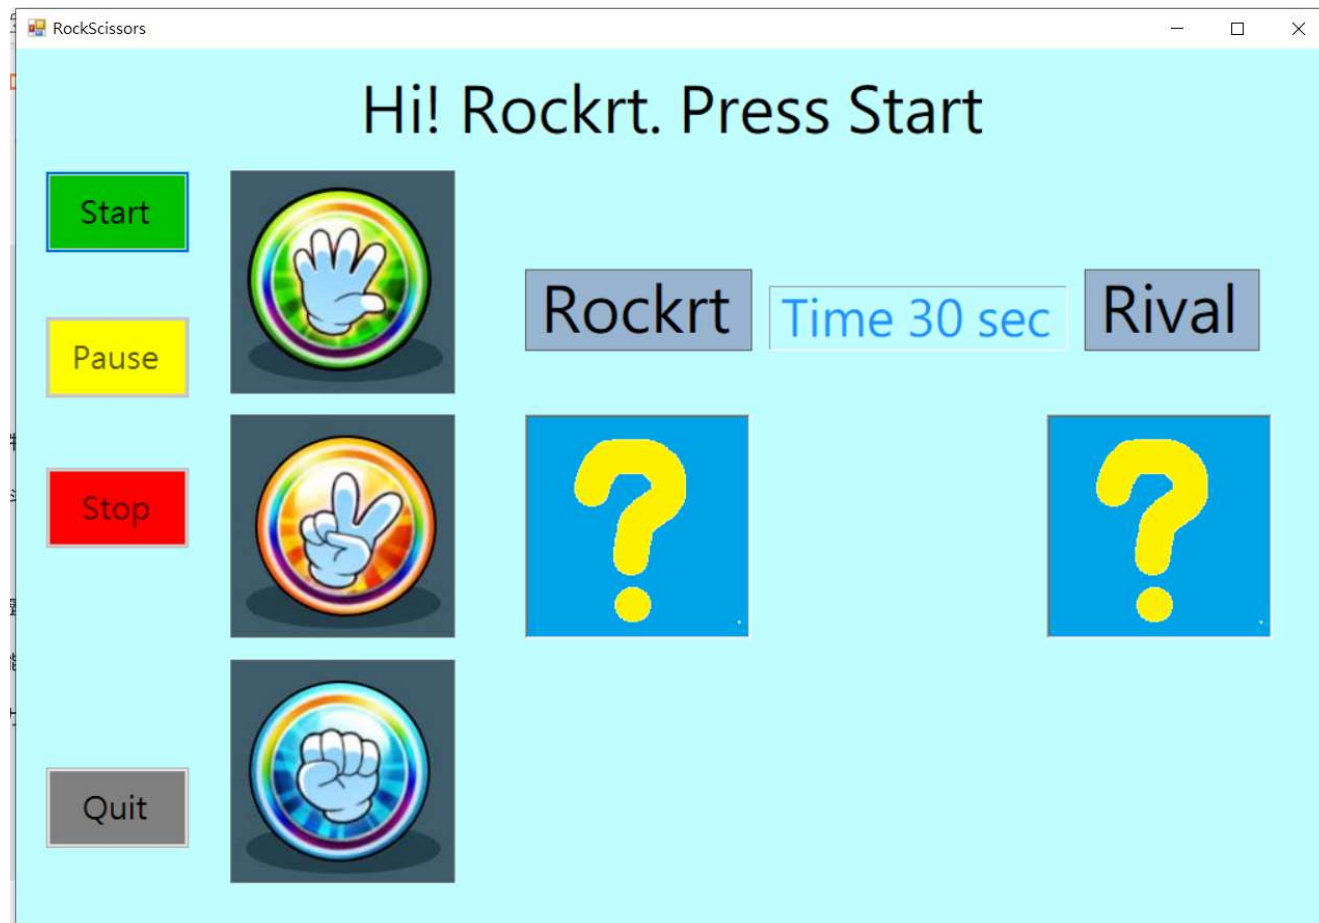 RockScissors
Hi! Rockrt. Press Start
Start
Rockrt
Time 30 sec
Rival
Pause
Stop
Quit